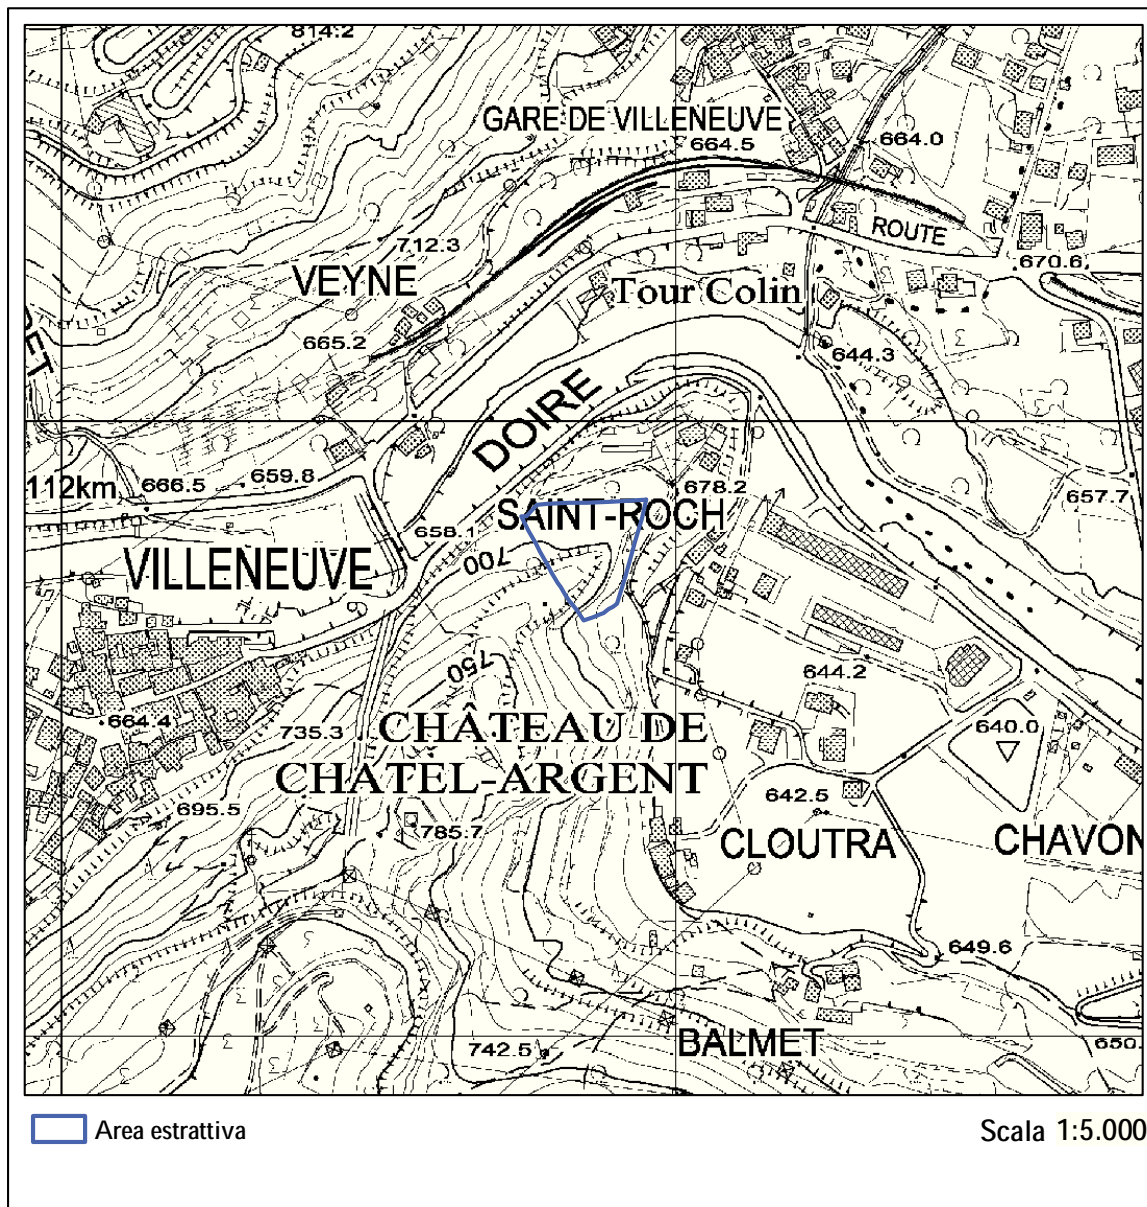 814.2
GARE DE VILLENEUVE
664.5
664.0
ROUTE
712.3
670.6
VEYNE
Tour Colin
665.2
644.3
DOIRE
112km
666.5
659.8
678.2
657.7
SAINT-ROCH
658.1
700
VILLENEUVE
750
644.2
664.4
735.3
CHÂTEAU DE
CHATEL-ARGENT
640.0
642.5
695.5
785.7
CLOUTRA
CHAVON
649.6
742.5
BALMET
650.
Area estrattiva
Scala 1:5.000